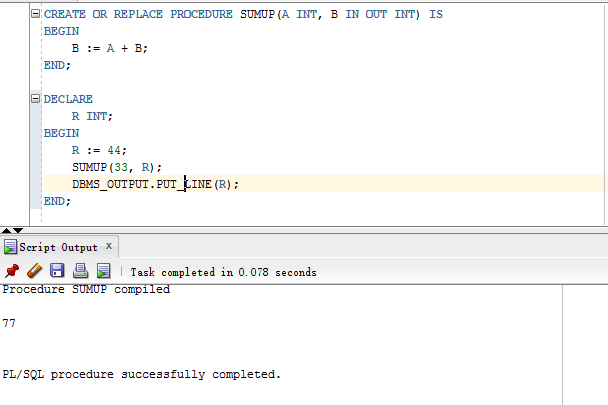 CREATE OR REPLACE PROCEDURE SUMUP(A INT, B IN OUT INT) IS
BEGIN
    B := A + B;
END;
DECLARE
    R INT;
BEGIN
    R := 44;
    SUMUP(33, R);
    DBMS_OUTPUT.PUT_LINE(R);
END;
Script Output x
Task completed in 0.078 seconds
Procedure SUMUP compiled
77
PL/SQL procedure successfully completed.